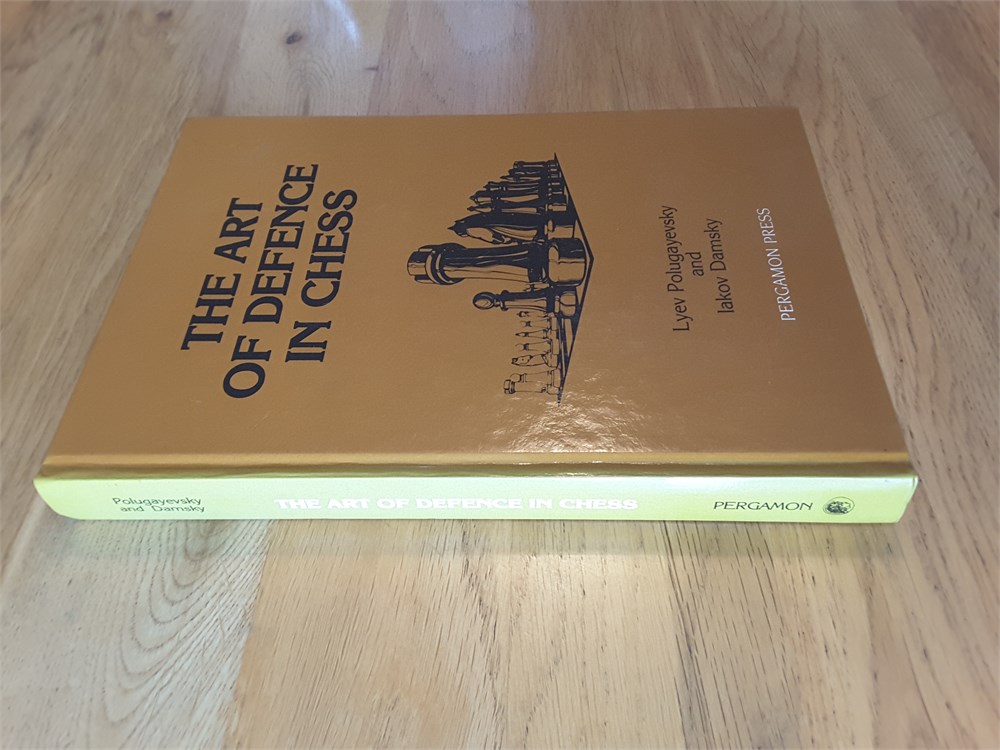 THE ART
OF DEFENCE
IN CHESS
Lyev Polugayevsky
and
Iakov Damsky
PERGAMON PRESS
Polugayevsky
and Damsky
THE ART OF DEFENCE IN CHESS
PERGAMON